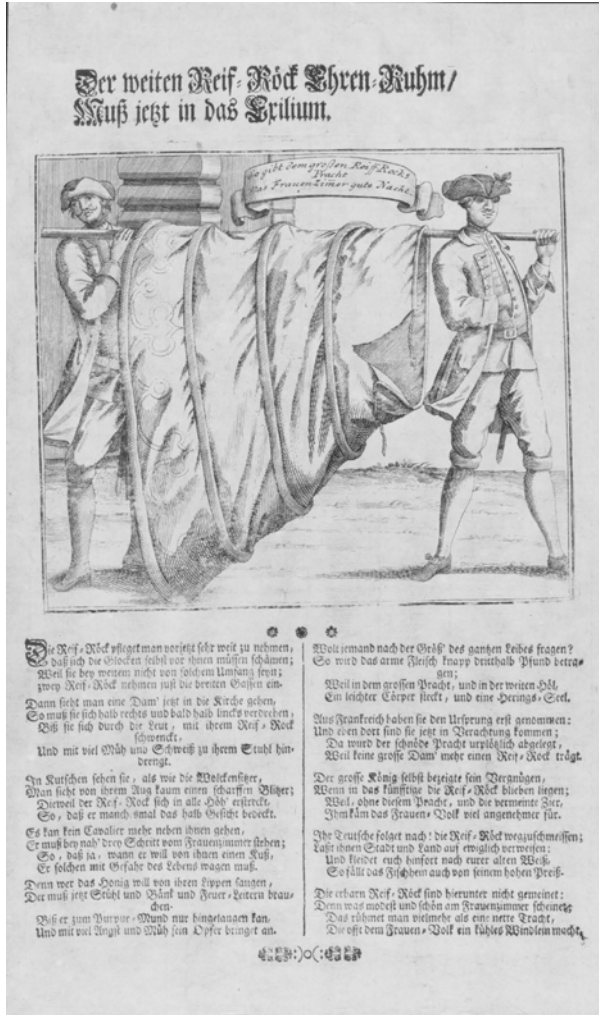 Der weiten Reif-Röck Ehren-Ruhm/
Muß jetzt in das Exilium.
So gibt dem grossen Reiff Rocks
Pracht
Das Frauenzimer gute Nacht.
Die Reif-Röck pfleget man vorjetzt sehr weit zu nehmen,
daß sich die Glocken selbst vor ihnen müssen schämen;
Weil sie bey weitem nicht von solchem Umfang seyn;
zwey Reif-Röck nehmen just die breiten Gassen ein.
Dann sieht man eine Dam' jetzt in die Kirche gehen,
So muß sie sich halb rechts und bald halb lincks verdrehen,
Biß sie sich durch die Leut, mit ihrem Reif-Rock
schwenckt,
Und mit viel Müh und Schweiß zu ihrem Stuhl hin-
drengt.
In Kutschen sehen sie, als wie die Wolckensitzer,
Man sieht von ihrem Aug kaum einen scharffen Blitzer;
Dieweil der Reif-Rock sich in alle Höh' erstreckt,
So, daß er manch smal das halb Gesicht bedeckt.
Es kan kein Cavalier mehr neben ihnen gehen,
Er muß bey nah' drey Schritt vom Frauenzimmer stehen;
So, daß ja, wann er will von ihnen einen Kuß,
Er solchen mit Gefahr des Lebens wagen muß.
Denn wer das Honig will von ihren Lippen saugen,
Der muß jetzt Stühl und Bänk und Feuer-Leitern brau-
chen.
Biß er zum Purpur-Mund nur hingelangen kan,
Und mit viel Angst und Müh sein Opfer bringet an.
Wolt jemand nach der Größ' des gantzen Leibes fragen?
So wird das arme Fleisch knapp dritthalb Pfund betra-
gen;
Weil in dem grossen Pracht, und in der weiten Höl,
Ein leichter Cörper steckt, und eine Herings-Seel.
Aus Frankreich haben sie den Ursprung erst genommen:
Und eben dort sind sie jetzt in Verachtung kommen;
Da wurd der schnöde Pracht urplötzlich abgelegt,
Weil keine grosse Dam' mehr einen Reif-Rock trägt.
Der grosse König selbst bezeigte sein Vergnügen,
Wenn in das künfftige die Reif-Röck blieben liegen;
Weil, ohne diesem Pracht, und die vermeinte Zier,
Ihm käm das Frauen-Volk viel angenehmer für.
Ihr Teutsche folget nach! die Reif-Röck wegzuschmeissen;
Laßt ihnen Stadt und Land auf ewiglich verweisen:
Und kleidet euch hinfort nach eurer alten Weiß,
So fällt das Fischbein auch von seinem hohen Preiß.
Die erbarn Reif-Röck sind hierunter nicht gemeinet:
Denn was modest und schön am Frauenzimmer scheinet;
Das rühmet man vielmehr als eine nette Tracht,
Die offt dem Frauen-Volk ein kühles Windlein macht.